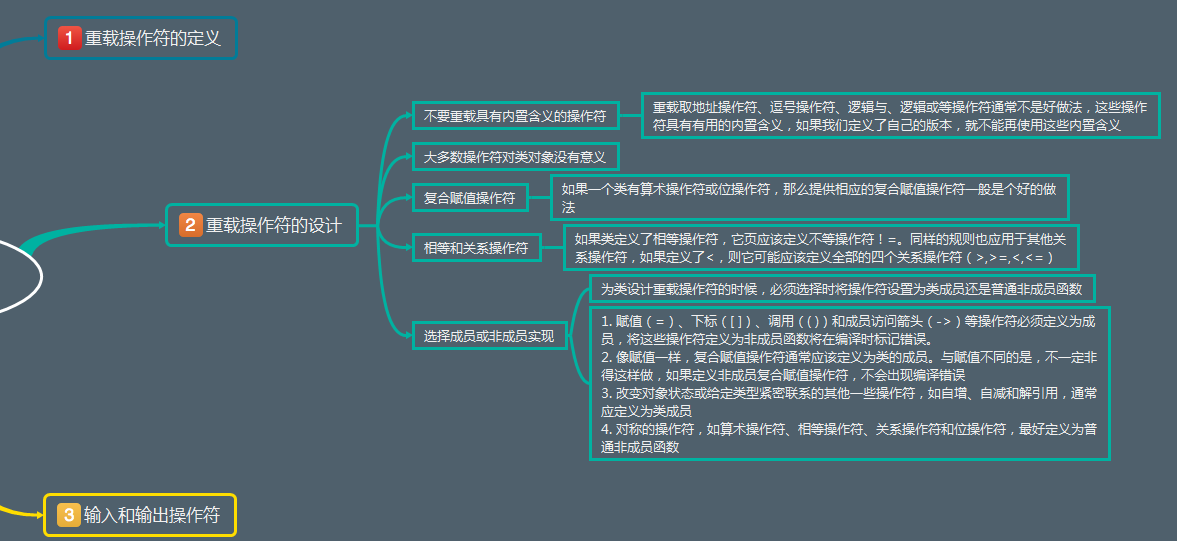 1 重载操作符的定义
2 重载操作符的设计
不要重载具有内置含义的操作符
重载取地址操作符、逗号操作符、逻辑与、逻辑或等操作符通常不是好做法，这些操作
符具有有用的内置含义，如果我们定义了自己的版本，就不能再使用这些内置含义
大多数操作符对类对象没有意义
复合赋值操作符
如果一个类有算术操作符或位操作符，那么提供相应的复合赋值操作符一般是个好的做
法
相等和关系操作符
如果类定义了相等操作符，它页应该定义不等操作符！=。同样的规则也应用于其他关
系操作符，如果定义了<，则它可能应该定义全部的四个关系操作符（>,>=,<,<=）
选择成员或非成员实现
为类设计重载操作符的时候，必须选择时将操作符设置为类成员还是普通非成员函数
1. 赋值（=）、下标（[]）、调用（()）和成员访问箭头（->）等操作符必须定义为成
员，将这些操作符定义为非成员函数将在编译时标记错误。
2. 像赋值一样，复合赋值操作符通常应该定义为类的成员。与赋值不同的是，不一定非
得这样做，如果定义非成员复合赋值操作符，不会出现编译错误
3. 改变对象状态或给定类型紧密联系的其他一些操作符，如自增、自减和解引用，通常
应定义为类成员
4. 对称的操作符，如算术操作符、相等操作符、关系操作符和位操作符，最好定义为普
通非成员函数
3 输入和输出操作符